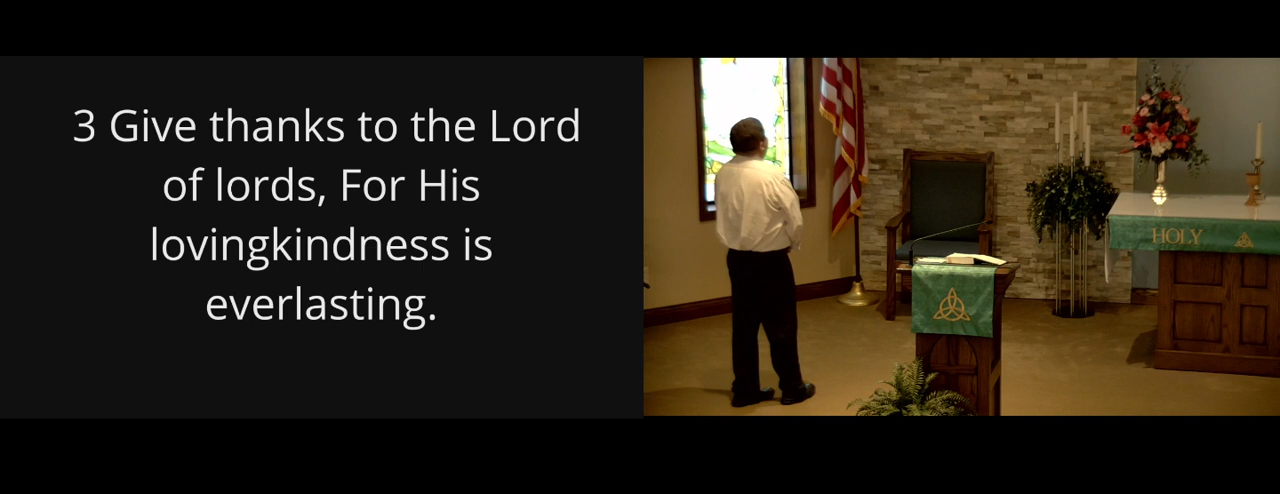 3 Give thanks to the Lord
of lords, For His
lovingkindness is
everlasting.
HOLY